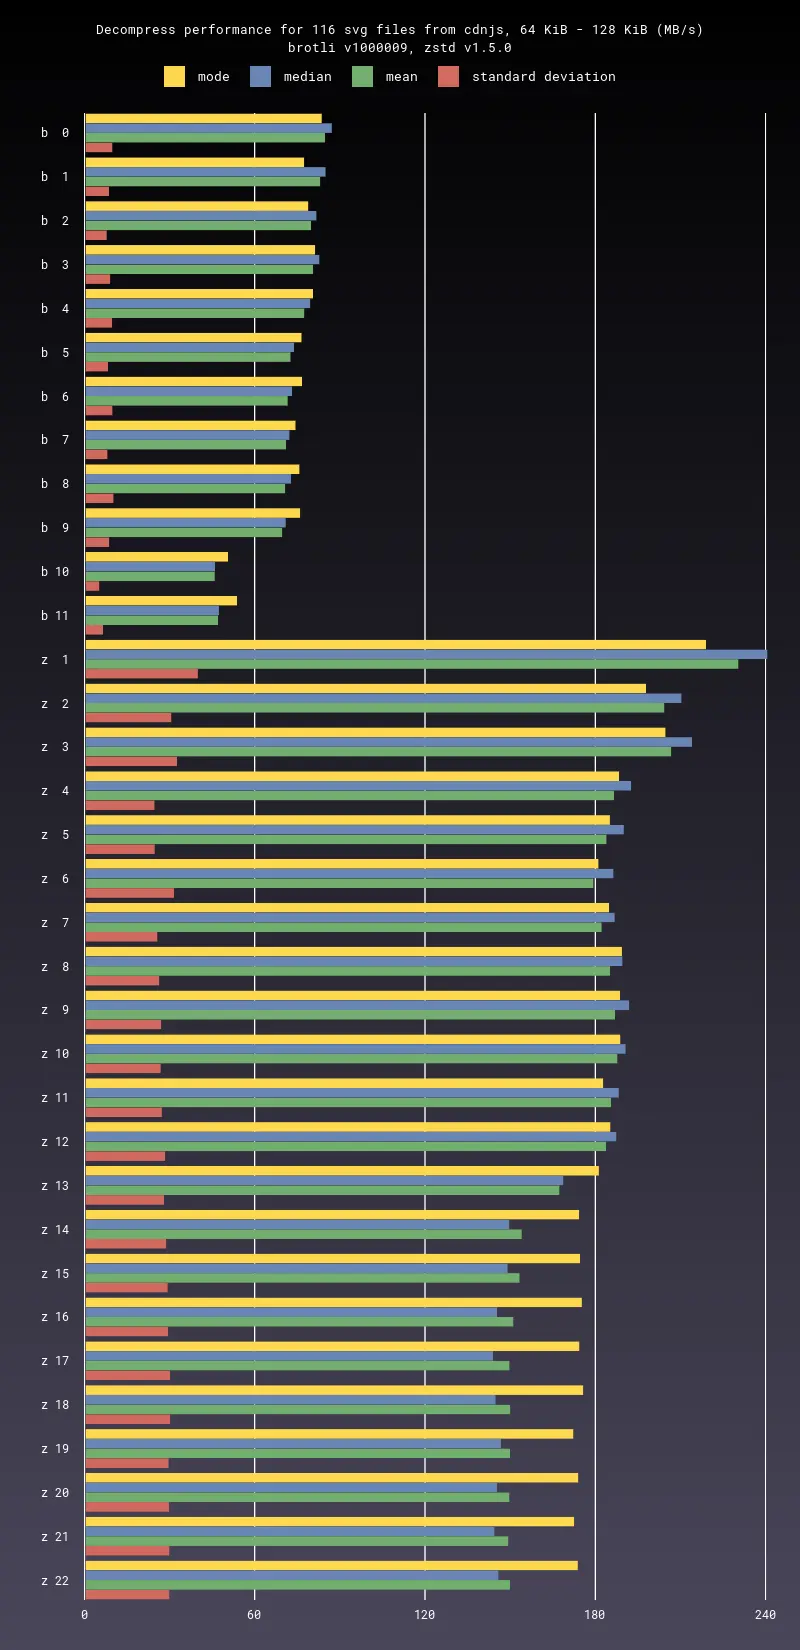 Decompress performance for 116 svg files from cdnjs, 64 KiB - 128 KiB (MB/s)
brotli v1000009, zstd v1.5.0
mode median mean standard deviation
b 0
b 1
b 2
b 3
b 4
b 5
b 6
b 7
b 8
b 9
b 10
b 11
z 1
z 2
z 3
z 4
z 5
z 6
z 7
z 8
z 9
z 10
z 11
z 12
z 13
z 14
z 15
z 16
z 17
z 18
z 19
z 20
z 21
z 22
0 60 120 180 240